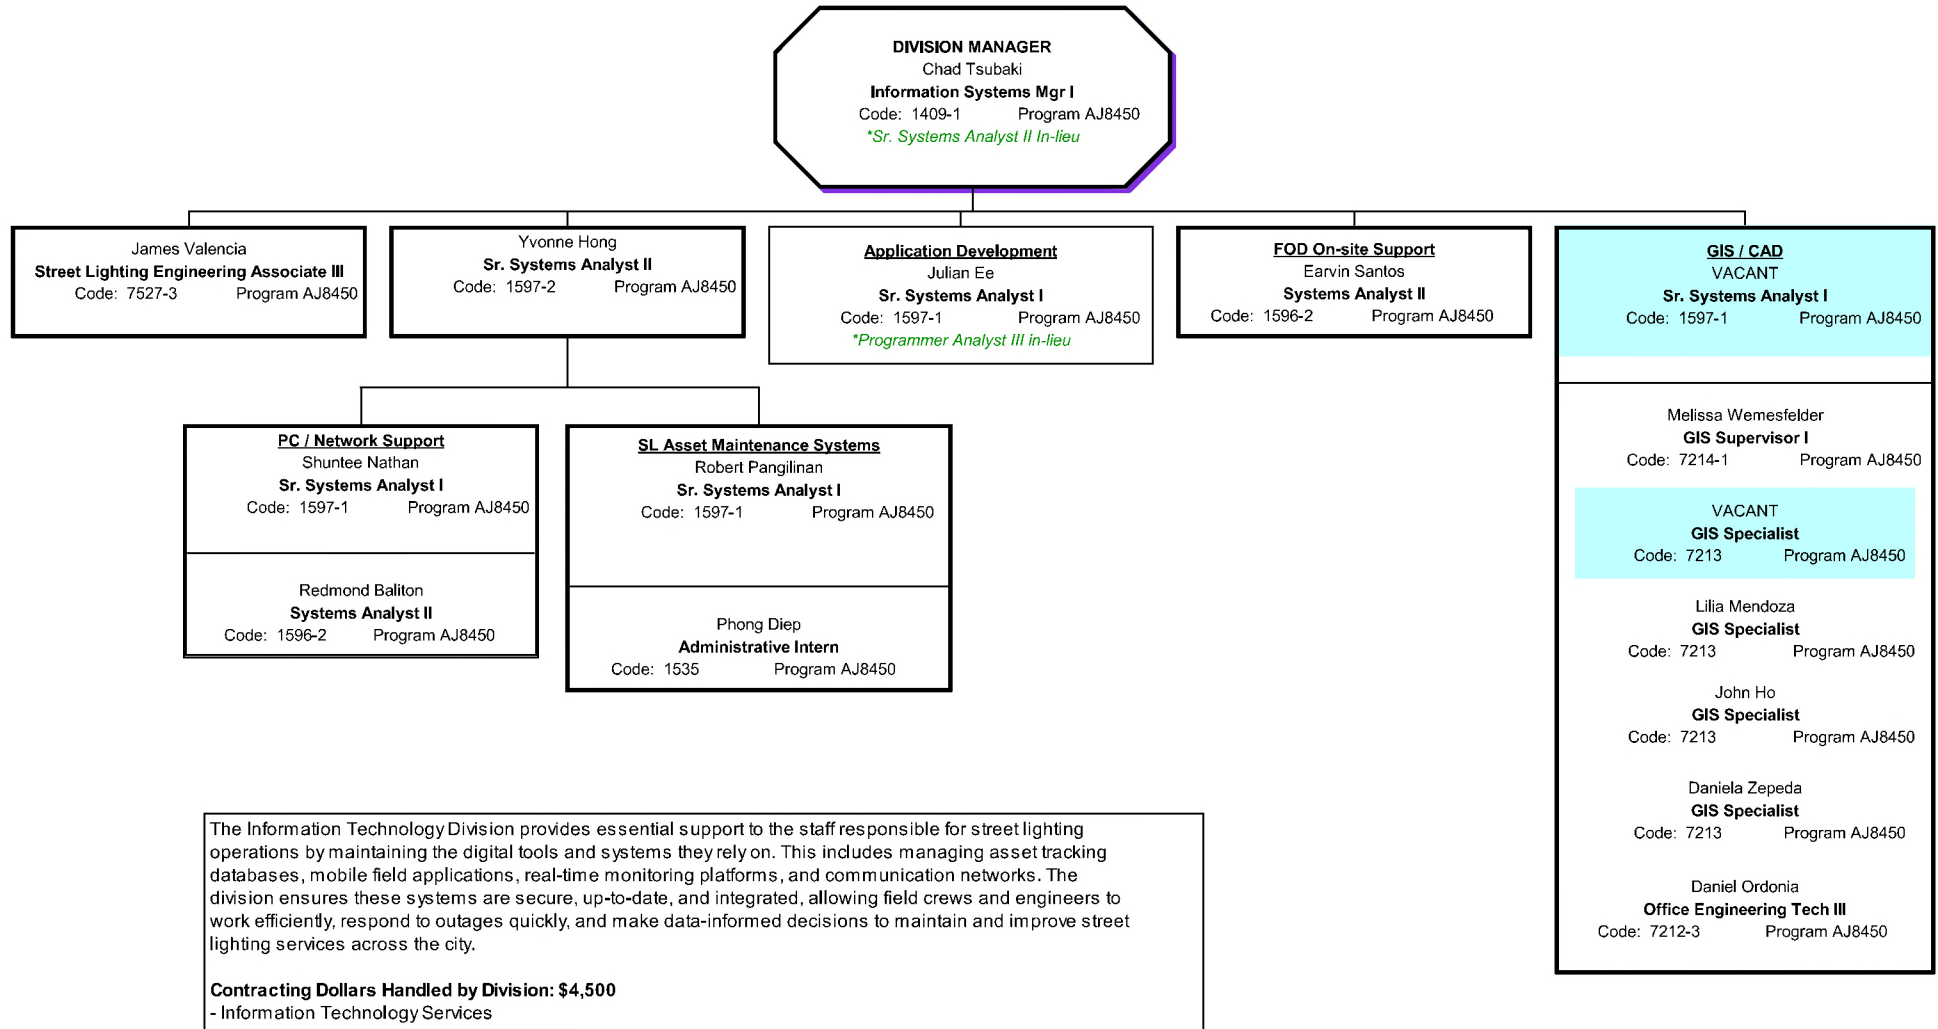 DIVISION MANAGER
Chad Tsubaki
Information Systems Mgr I
Code: 1409-1 Program AJ8450
*Sr. Systems Analyst II In-lieu
James Valencia
Street Lighting Engineering Associate III
Code: 7527-3 Program AJ8450
Yvonne Hong
Sr. Systems Analyst II
Code: 1597-2 Program AJ8450
Application Development
Julian Ee
Sr. Systems Analyst I
Code: 1597-1 Program AJ8450
*Programmer Analyst III in-lieu
FOD On-site Support
Earvin Santos
Systems Analyst II
Code: 1596-2 Program AJ8450
GIS / CAD
VACANT
Sr. Systems Analyst I
Code: 1597-1 Program AJ8450
Melissa Wemesfelder
GIS Supervisor I
Code: 7214-1 Program AJ8450
VACANT
GIS Specialist
Code: 7213 Program AJ8450
Lilia Mendoza
GIS Specialist
Code: 7213 Program AJ8450
John Ho
GIS Specialist
Code: 7213 Program AJ8450
Daniela Zepeda
GIS Specialist
Code: 7213 Program AJ8450
Daniel Ordonia
Office Engineering Tech III
Code: 7212-3 Program AJ8450
PC / Network Support
Shuntee Nathan
Sr. Systems Analyst I
Code: 1597-1 Program AJ8450
Redmond Baliton
Systems Analyst II
Code: 1596-2 Program AJ8450
SL Asset Maintenance Systems
Robert Pangilinan
Sr. Systems Analyst I
Code: 1597-1 Program AJ8450
Phong Diep
Administrative Intern
Code: 1535 Program AJ8450
The Information Technology Division provides essential support to the staff responsible for street lighting
operations by maintaining the digital tools and systems they rely on. This includes managing asset tracking
databases, mobile field applications, real-time monitoring platforms, and communication networks. The
division ensures these systems are secure, up-to-date, and integrated, allowing field crews and engineers to
work efficiently, respond to outages quickly, and make data-informed decisions to maintain and improve street
lighting services across the city.
Contracting Dollars Handled by Division: $4,500
- Information Technology Services